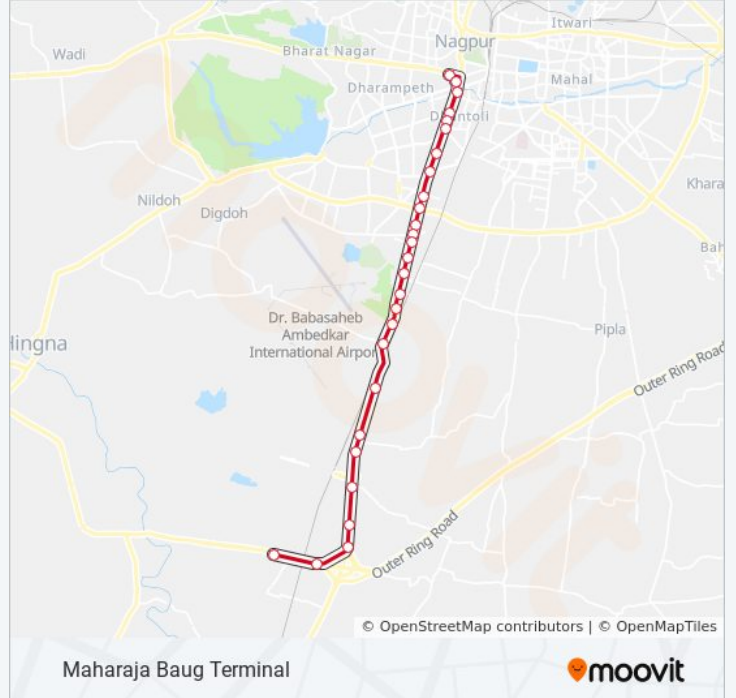 Itwari
Nagpur
Bharat Nagar
Wadi
Mahal
Dharampeth
Dhantoli
Khara
Nildoh
Digdoh
Bah
Dr. Babasaheb
Ambedkar
International Airpor
Pipla
Hingna
Outer Ring Road
Outer Ring Road
© OpenStreetMap contributors | © OpenMapTiles
Maharaja Baug Terminal
moovit